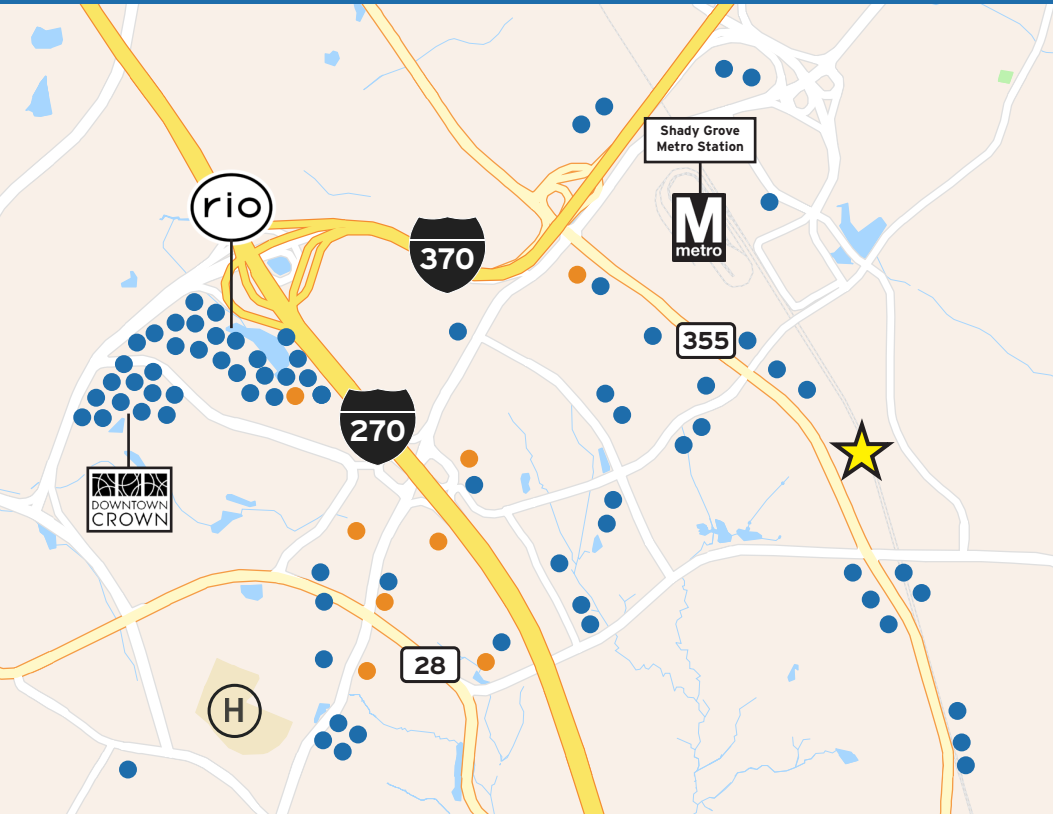 Shady Grove
Metro Station
M
metro
rio
370
355
270
DOWNTOWN
CROWN
28
H